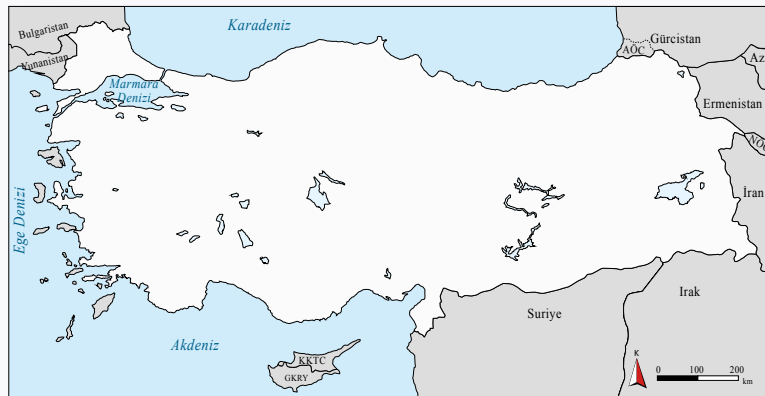 Bulgaristan
Karadeniz
Gürcistan
AÖC
Yunanistan
Az
Marmara
Denizi
Ermenistan
Ege Denizi
İran
Akdeniz
Suriye
Irak
KKTC
GKRY
K
0 100 200
km